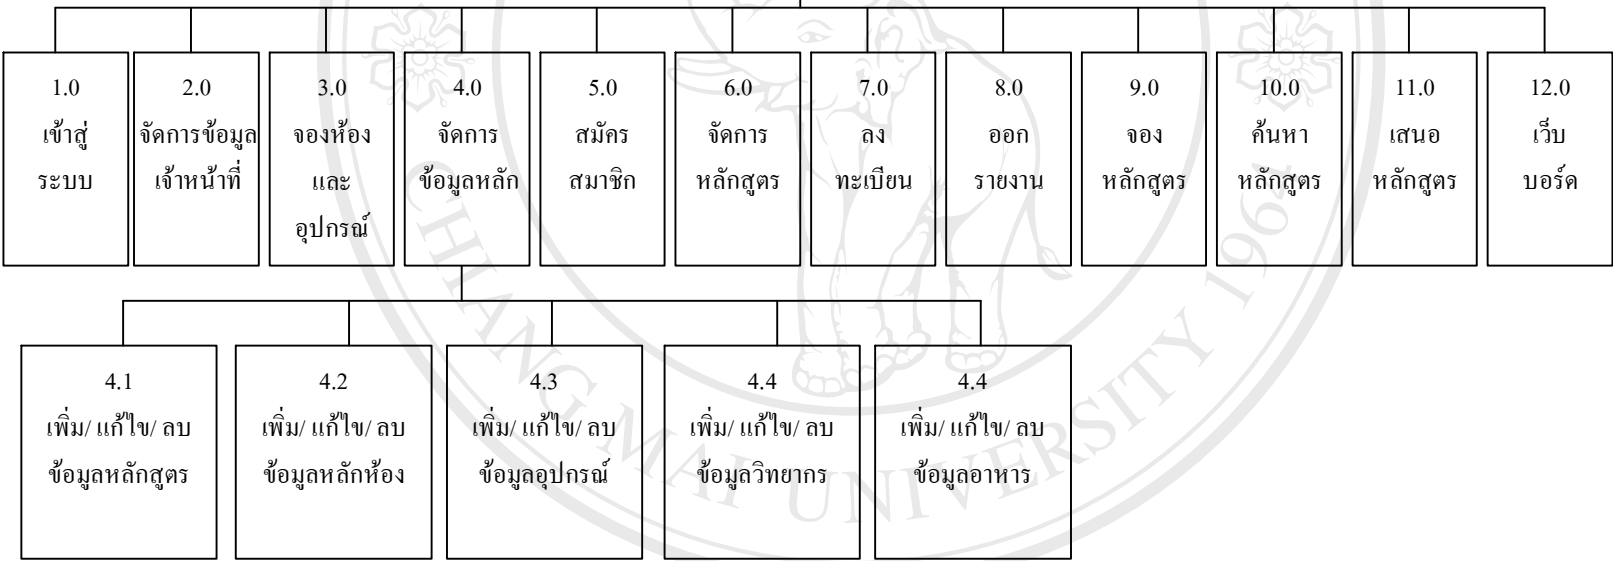 1.0
เข้าสู่
ระบบ
2.0
จัดการข้อมูล
เจ้าหน้าที่
3.0
จองห้อง
และ
อุปกรณ์
4.0
จัดการ
ข้อมูลหลัก
5.0
สมัคร
สมาชิก
6.0
จัดการ
หลักสูตร
7.0
ลง
ทะเบียน
8.0
ออก
รายงาน
9.0
จอง
หลักสูตร
10.0
ค้นหา
หลักสูตร
11.0
เสนอ
หลักสูตร
12.0
เว็บ
บอร์ด
4.1
เพิ่ม/ แก้ไข/ ลบ
ข้อมูลหลักสูตร
4.2
เพิ่ม/ แก้ไข/ ลบ
ข้อมูลหลักห้อง
4.3
เพิ่ม/ แก้ไข/ ลบ
ข้อมูลอุปกรณ์
4.4
เพิ่ม/ แก้ไข/ ลบ
ข้อมูลวิทยากร
4.4
เพิ่ม/ แก้ไข/ ลบ
ข้อมูลอาหาร
CHIANG MAI UNIVERSITY 1964